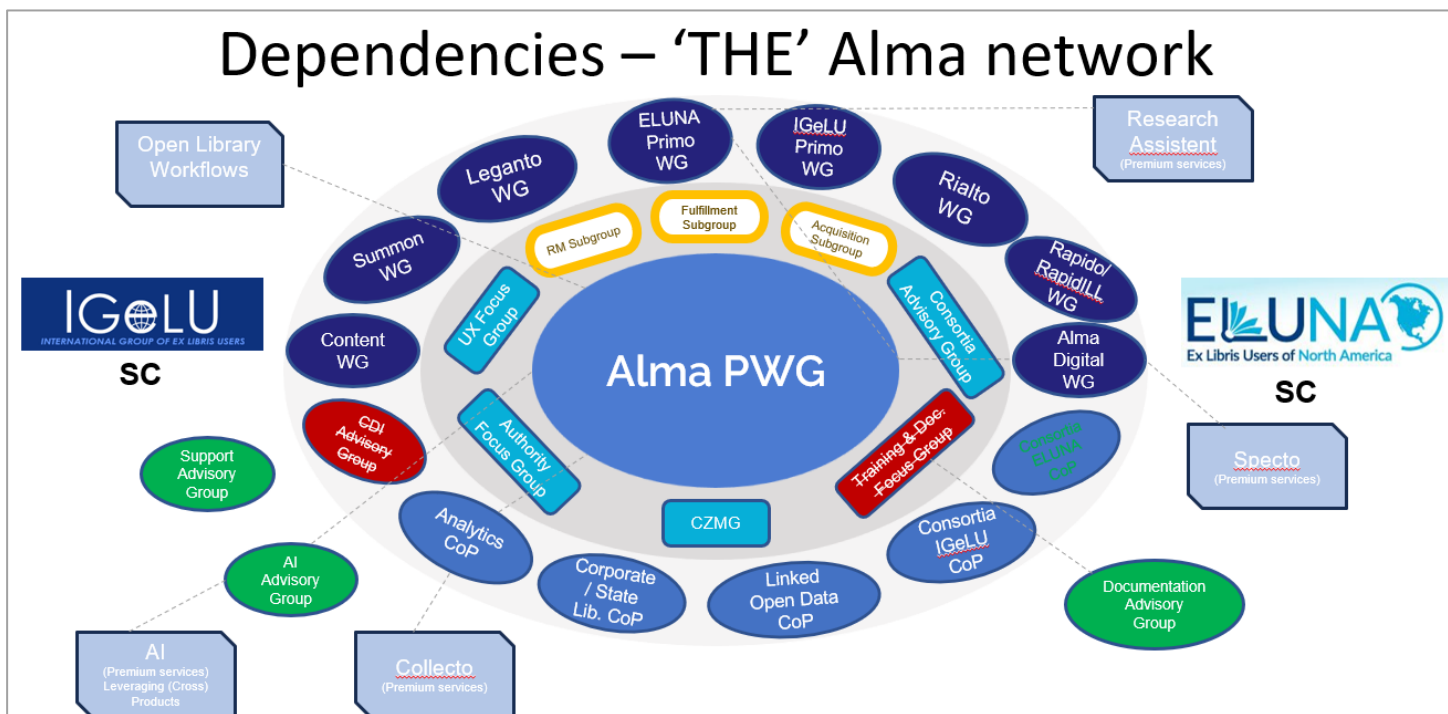 Dependencies – ‘THE’ Alma network
Open Library
Workflows
Leganto
WG
ELUNA
Primo
WG
IGeLU
Primo
WG
Research
Assistent
(Premium services)
Rialto
WG
Summon
WG
RM Subgroup
Fulfillment
Subgroup
Acquisition
Subgroup
Rapido/
RapidILL
WG
IGeLU
INTERNATIONAL GROUP OF EX LIBRIS USERS
SC
Content
WG
UX Focus
Group
Alma PWG
Consortia
Advisory Group
Alma
Digital
WG
ELUNA
Ex Libris Users of North America
SC
CDI
Advisory
Group
Authority
Focus Group
Training & Doc.
Focus Group
Consortia
ELUNA
CoP
Support
Advisory
Group
Specto
(Premium services)
Analytics
CoP
CZMG
Consortia
IGeLU
CoP
AI
Advisory
Group
Corporate
/ State
Lib. CoP
Linked
Open Data
CoP
Documentation
Advisory
Group
AI
(Premium services)
Leveraging (Cross)
Products
Collecto
(Premium services)